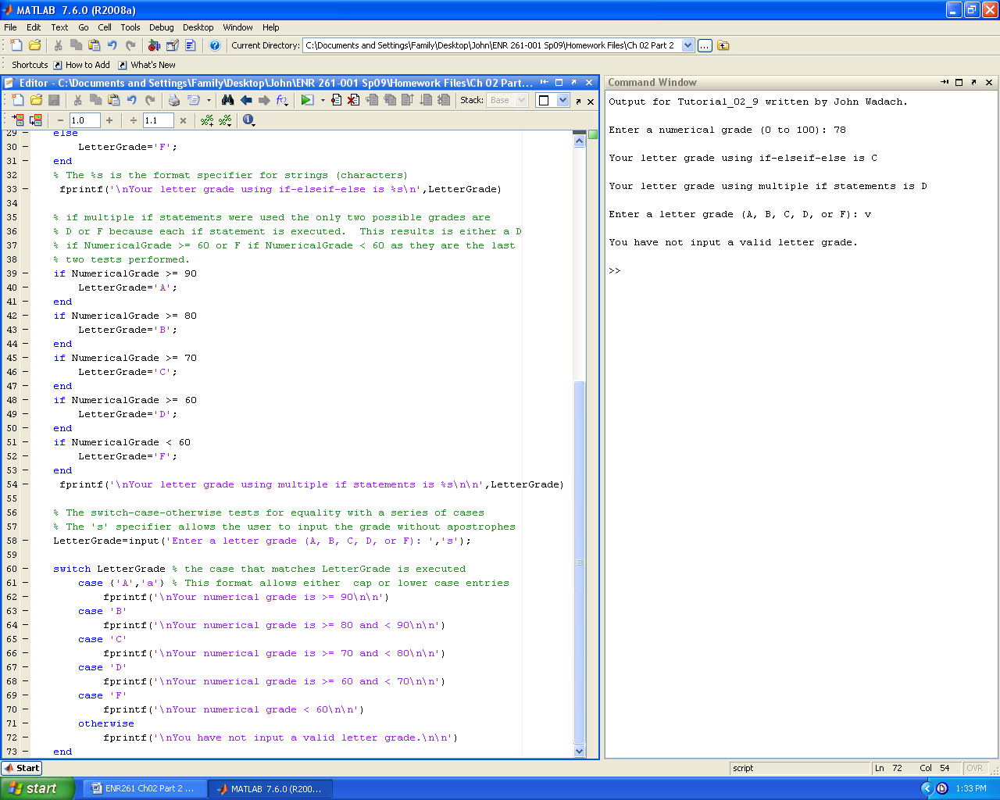 MATLAB 7.6.0 (R2008a)
File Edit Text Go Cell Tools Debug Desktop Window Help
Current Directory: C:\Documents and Settings\Family\Desktop\John\ENR 261-001 Sp09\Homework Files\Ch 02 Part 2 ...
Shortcuts How to Add What's New
Editor - C:\Documents and Settings\Family\Desktop\John\ENR 261-001 Sp09\Homework Files\Ch 02 Part...
Stack: Base
− 1.0 + ÷ 1.1 ×
29 − else
30 − LetterGrade='F';
31 − end
32 % The %s is the format specifier for strings (characters)
33 − fprintf('\nYour letter grade using if-elseif-else is %s\n',LetterGrade)
34
35 % if multiple if statements were used the only two possible grades are
36 % D or F because each if statement is executed.  This results is either a D
37 % if NumericalGrade >= 60 or F if NumericalGrade < 60 as they are the last
38 % two tests performed.
39 − if NumericalGrade >= 90
40 − LetterGrade='A';
41 − end
42 − if NumericalGrade >= 80
43 − LetterGrade='B';
44 − end
45 − if NumericalGrade >= 70
46 − LetterGrade='C';
47 − end
48 − if NumericalGrade >= 60
49 − LetterGrade='D';
50 − end
51 − if NumericalGrade < 60
52 − LetterGrade='F';
53 − end
54 − fprintf('\nYour letter grade using multiple if statements is %s\n\n',LetterGrade)
55
56 % The switch-case-otherwise tests for equality with a series of cases
57 % The 's' specifier allows the user to input the grade without apostrophes
58 − LetterGrade=input('Enter a letter grade (A, B, C, D, or F): ','s');
59
60 − switch LetterGrade % the case that matches LetterGrade is executed
61 − case {'A','a'} % This format allows either  cap or lower case entries
62 − fprintf('\nYour numerical grade is >= 90\n\n')
63 − case 'B'
64 − fprintf('\nYour numerical grade is >= 80 and < 90\n\n')
65 − case 'C'
66 − fprintf('\nYour numerical grade is >= 70 and < 80\n\n')
67 − case 'D'
68 − fprintf('\nYour numerical grade is >= 60 and < 70\n\n')
69 − case 'F'
70 − fprintf('\nYour numerical grade < 60\n\n')
71 − otherwise
72 − fprintf('\nYou have not input a valid letter grade.\n\n')
73 − end
Command Window
Output for Tutorial_02_9 written by John Wadach.
Enter a numerical grade (0 to 100): 78
Your letter grade using if-elseif-else is C
Your letter grade using multiple if statements is D
Enter a letter grade (A, B, C, D, or F): v
You have not input a valid letter grade.
>>
Start
script Ln 72 Col 54 OVR
start ENR261 Ch02 Part 2 ... MATLAB 7.6.0 (R200... 1:33 PM